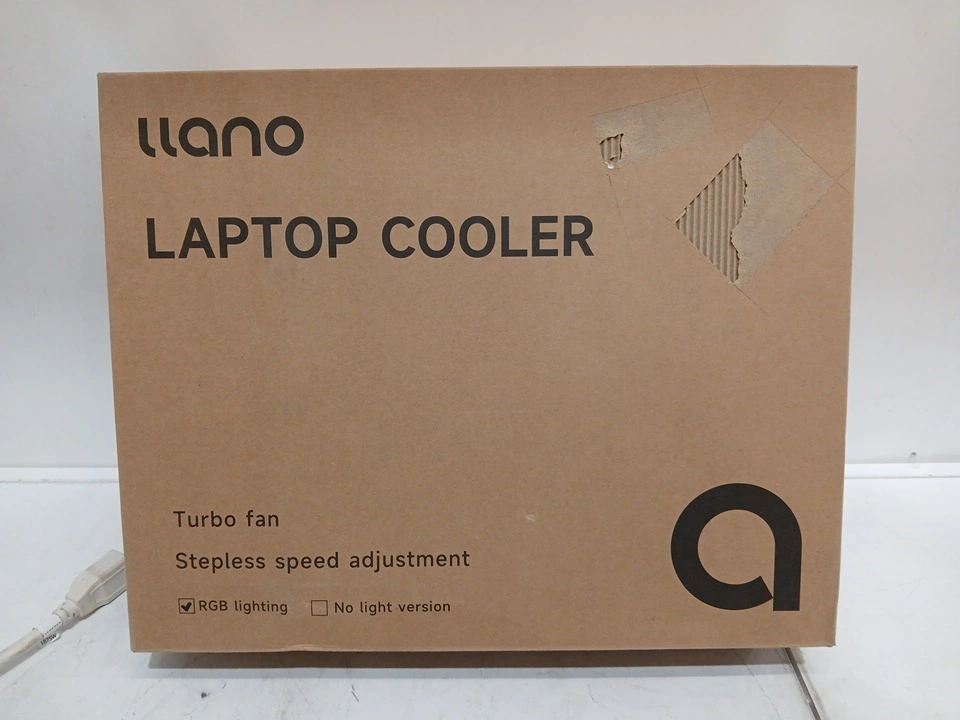 llano
LAPTOP COOLER
Turbo fan
Stepless speed adjustment
RGB lighting No light version
a